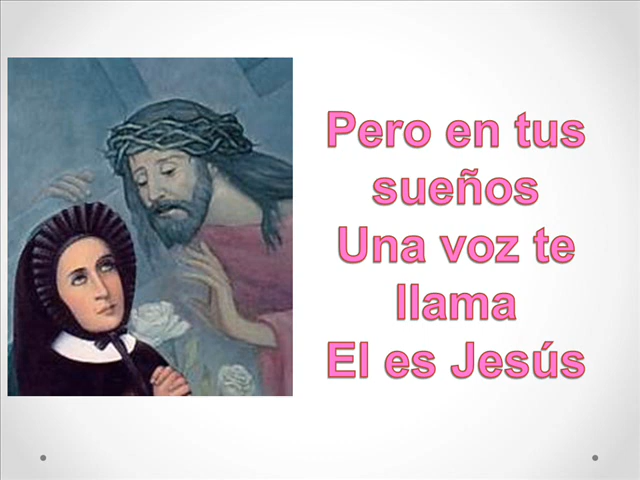 Pero en tus
sueños
Una voz te
llama
El es Jesús